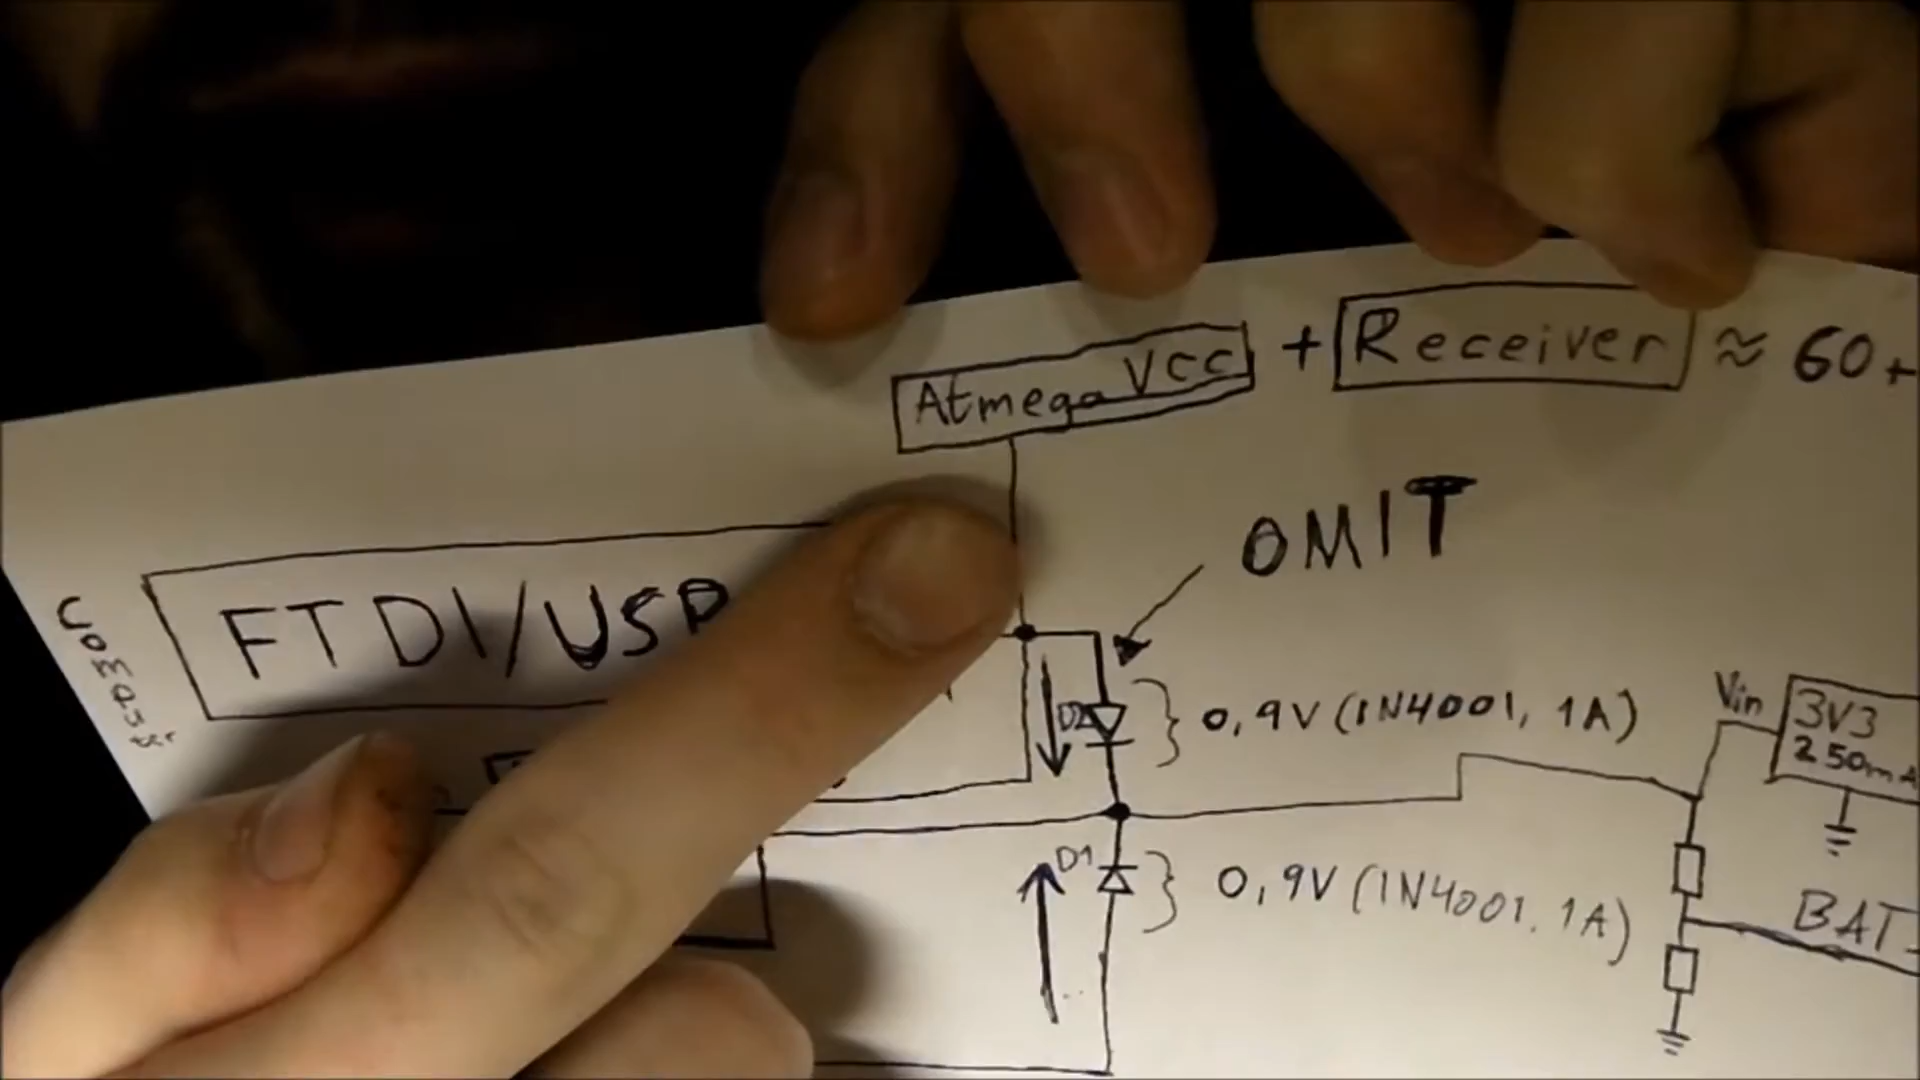 Atmega Vcc + Receiver ≈ 60+
OMIT
Computer
FTDI/USB
D2
0,9V (1N4001, 1A)
Vin
3V3
250mA
D1
0,9V (1N4001, 1A)
BAT